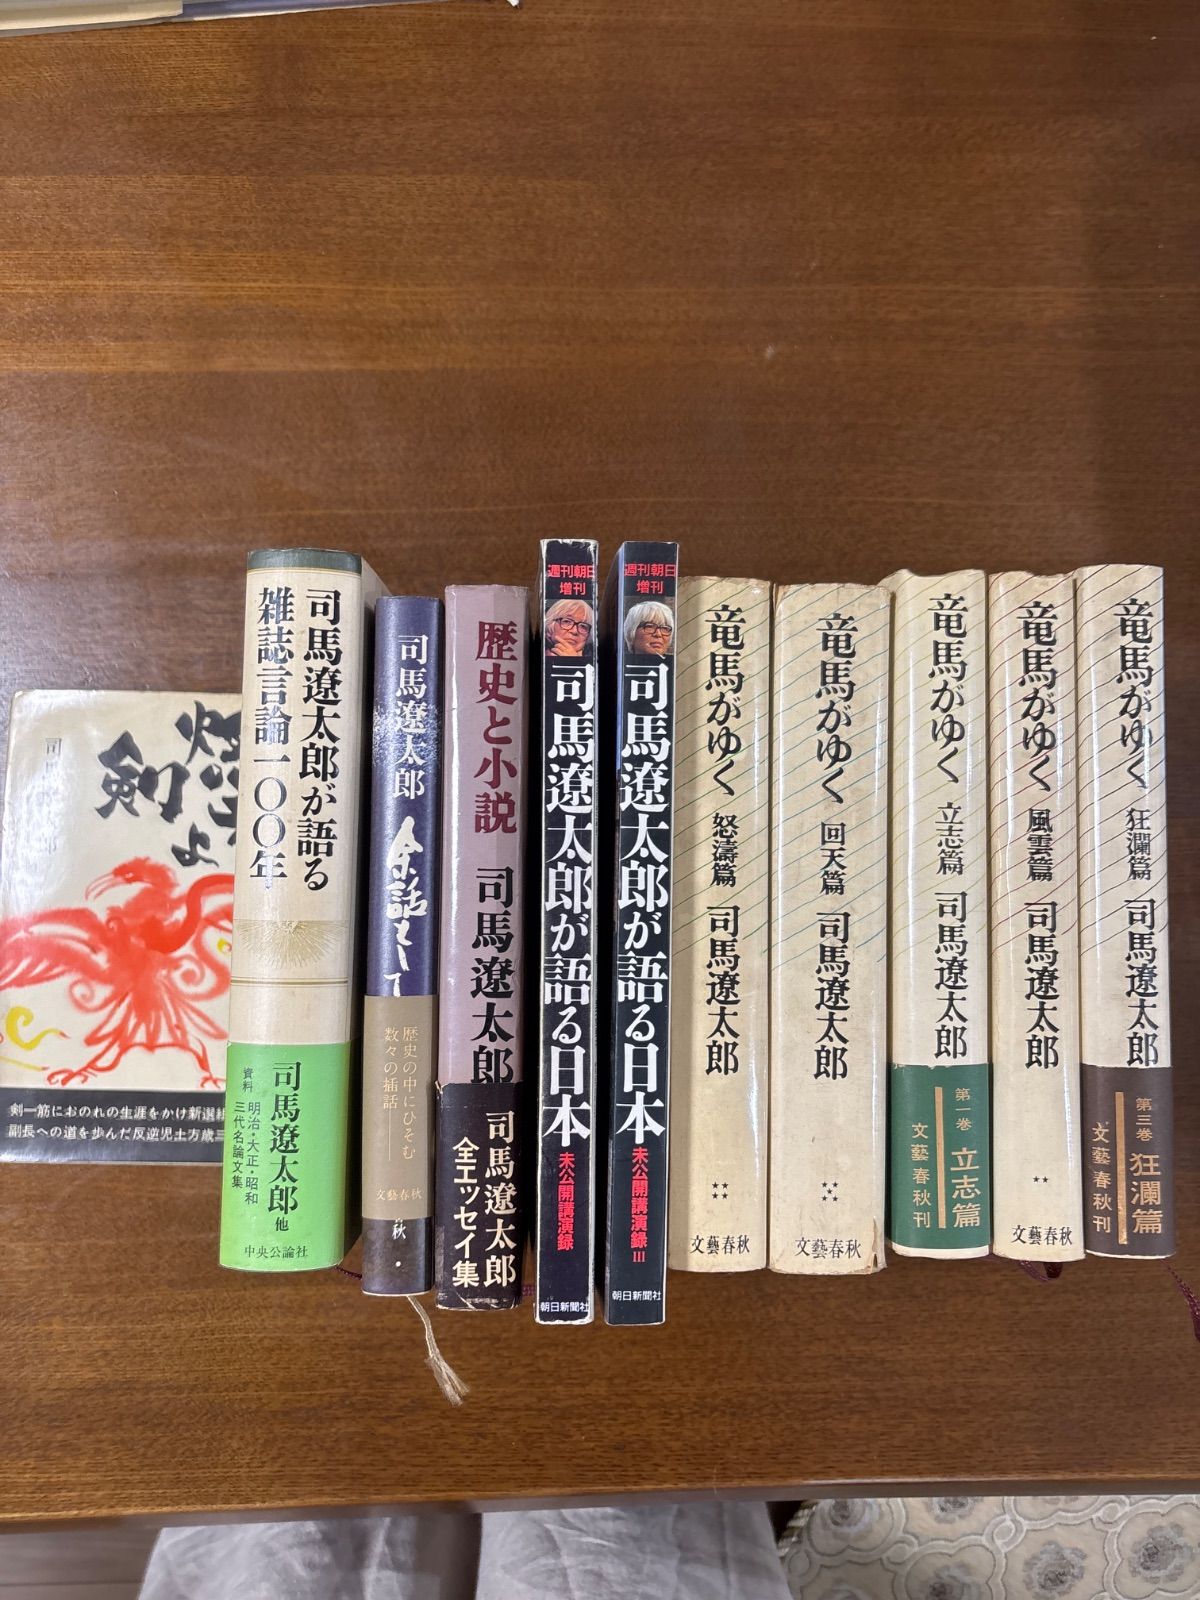 燃えよ
剣
剣一筋におのれの生涯をかけ新選組
副長への道を歩んだ反逆児土方歳三
司馬遼太郎が語る
雑誌言論一〇〇年
司馬遼太郎 他
資料 明治・大正・昭和
三代名論文集
中央公論社
司馬遼太郎
余話として
歴史の中にひそむ
数々の插話――
文藝春秋
秋・
歴史と小説 司馬遼太郎
司馬遼太郎
全エッセイ集
週刊朝日
増刊
司馬遼太郎が語る日本
未公開講演録
朝日新聞社
週刊朝日
増刊
司馬遼太郎が語る日本
未公開講演録Ⅲ
朝日新聞社
竜馬がゆく 怒濤篇 司馬遼太郎
文藝春秋
竜馬がゆく 回天篇 司馬遼太郎
文藝春秋
竜馬がゆく 立志篇 司馬遼太郎
第一巻 立志篇
文藝春秋刊
竜馬がゆく 風雲篇 司馬遼太郎
文藝春秋
竜馬がゆく 狂瀾篇 司馬遼太郎
第三巻 狂瀾篇
文藝春秋刊